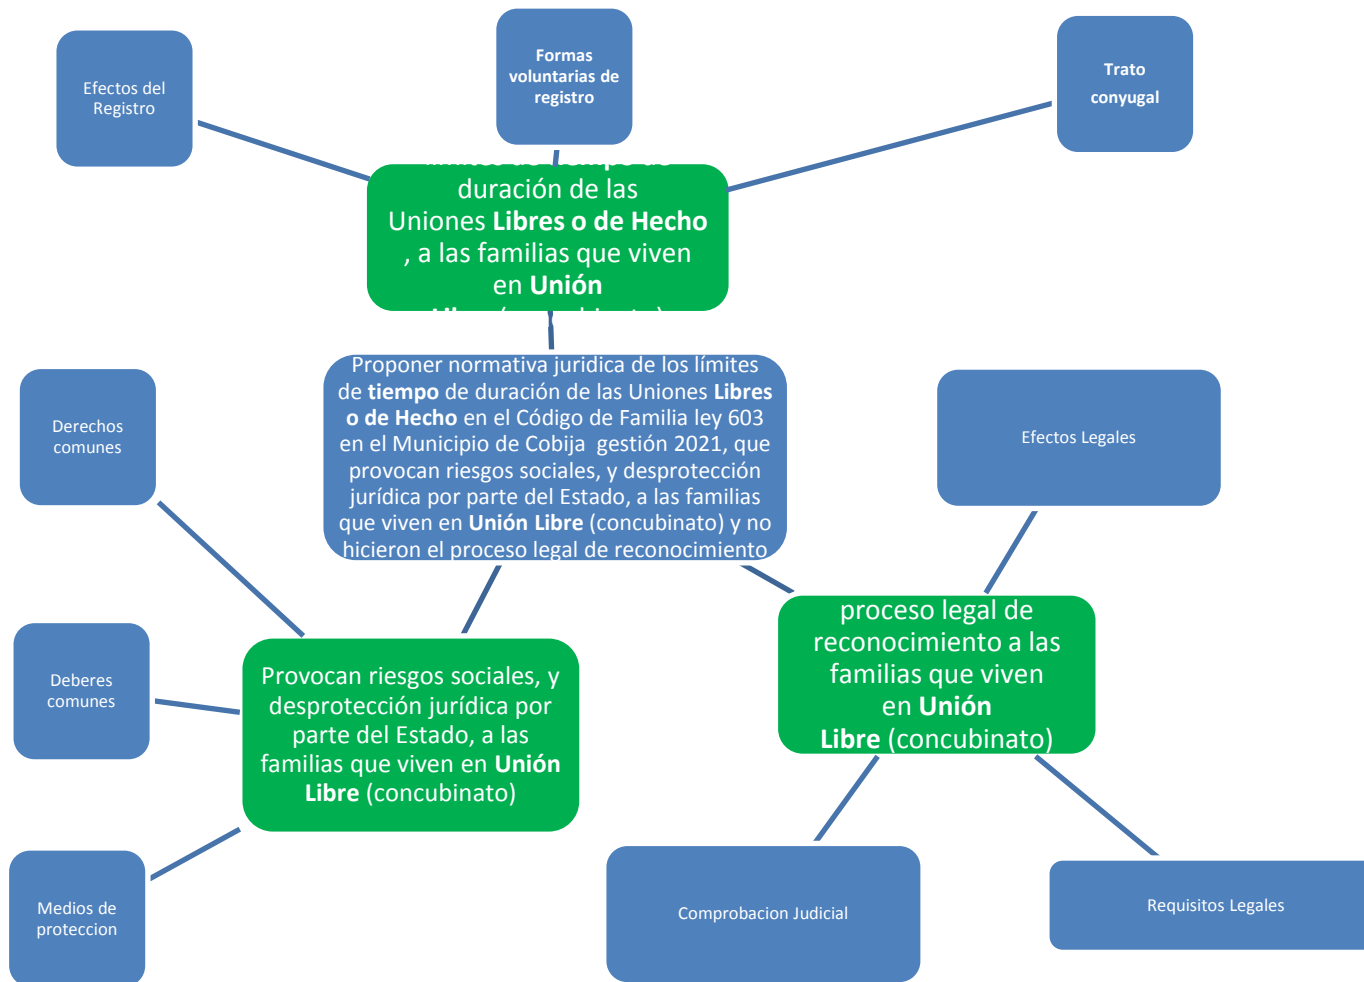 Efectos del
Registro
Formas
voluntarias de
registro
Trato
conyugal
límites de tiempo de
duración de las
Uniones Libres o de Hecho
, a las familias que viven
en Unión
Libre (concubinato)
Proponer normativa juridica de los límites
de tiempo de duración de las Uniones Libres
o de Hecho en el Código de Familia ley 603
en el Municipio de Cobija gestión 2021, que
provocan riesgos sociales, y desprotección
jurídica por parte del Estado, a las familias
que viven en Unión Libre (concubinato) y no
hicieron el proceso legal de reconocimiento
Derechos
comunes
Efectos Legales
Deberes
comunes
Provocan riesgos sociales, y
desprotección jurídica por
parte del Estado, a las
familias que viven en Unión
Libre (concubinato)
proceso legal de
reconocimiento a las
familias que viven
en Unión
Libre (concubinato)
Medios de
proteccion
Comprobacion Judicial
Requisitos Legales